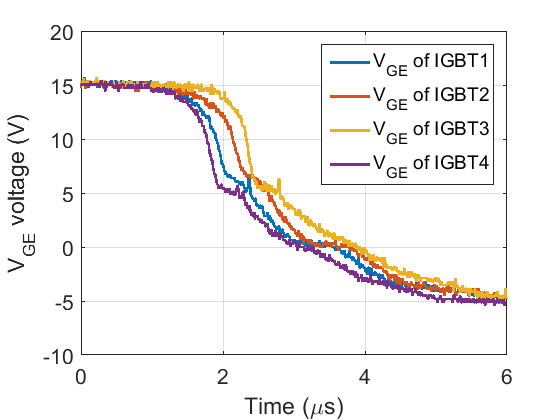 20
15
10
5
0
-5
-10
0
2
4
6
V_GE voltage (V)
Time (μs)
V_GE of IGBT1
V_GE of IGBT2
V_GE of IGBT3
V_GE of IGBT4